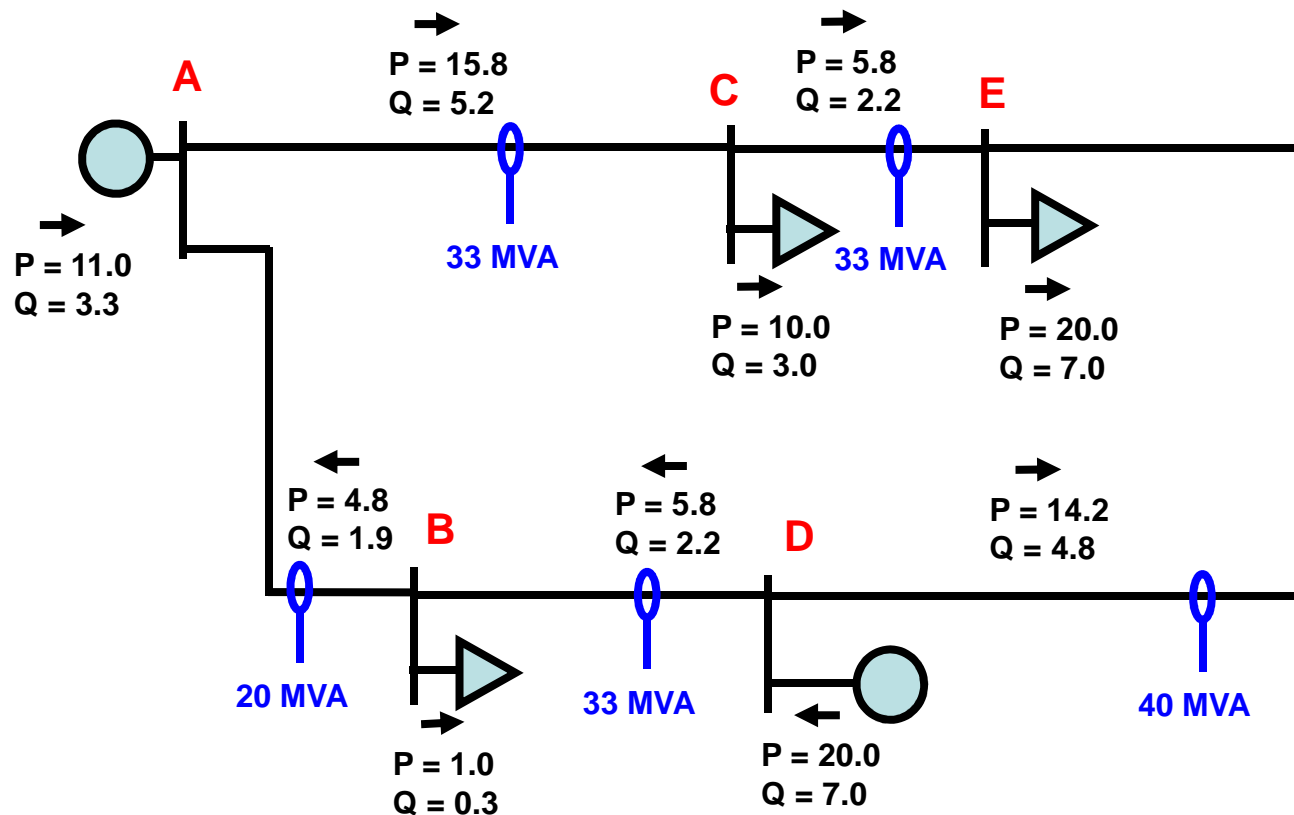 P = 15.8
Q = 5.2
P = 5.8
Q = 2.2
A
C
E
33 MVA
33 MVA
P = 11.0
Q = 3.3
P = 10.0
Q = 3.0
P = 20.0
Q = 7.0
P = 4.8
Q = 1.9
B
P = 5.8
Q = 2.2
D
P = 14.2
Q = 4.8
20 MVA
33 MVA
40 MVA
P = 1.0
Q = 0.3
P = 20.0
Q = 7.0